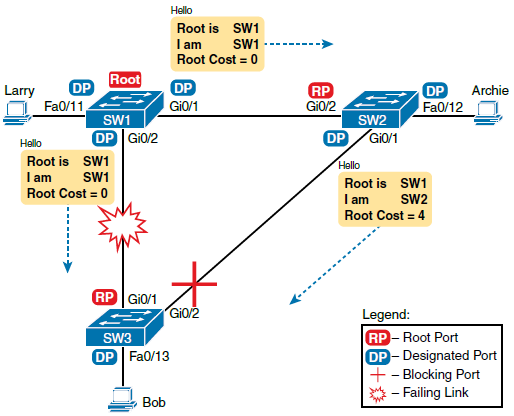 Hello
Root is SW1
I am SW1
Root Cost = 0
Larry
DP
Root
DP
RP
DP
Archie
Fa0/11
Gi0/1
Gi0/2
Fa0/12
SW1
SW2
DP
Gi0/2
DP
Gi0/1
Hello
Root is SW1
I am SW1
Root Cost = 0
Hello
Root is SW1
I am SW2
Root Cost = 4
RP
Gi0/1
Gi0/2
SW3
DP
Fa0/13
Bob
Legend:
RP – Root Port
DP – Designated Port
– Blocking Port
– Failing Link